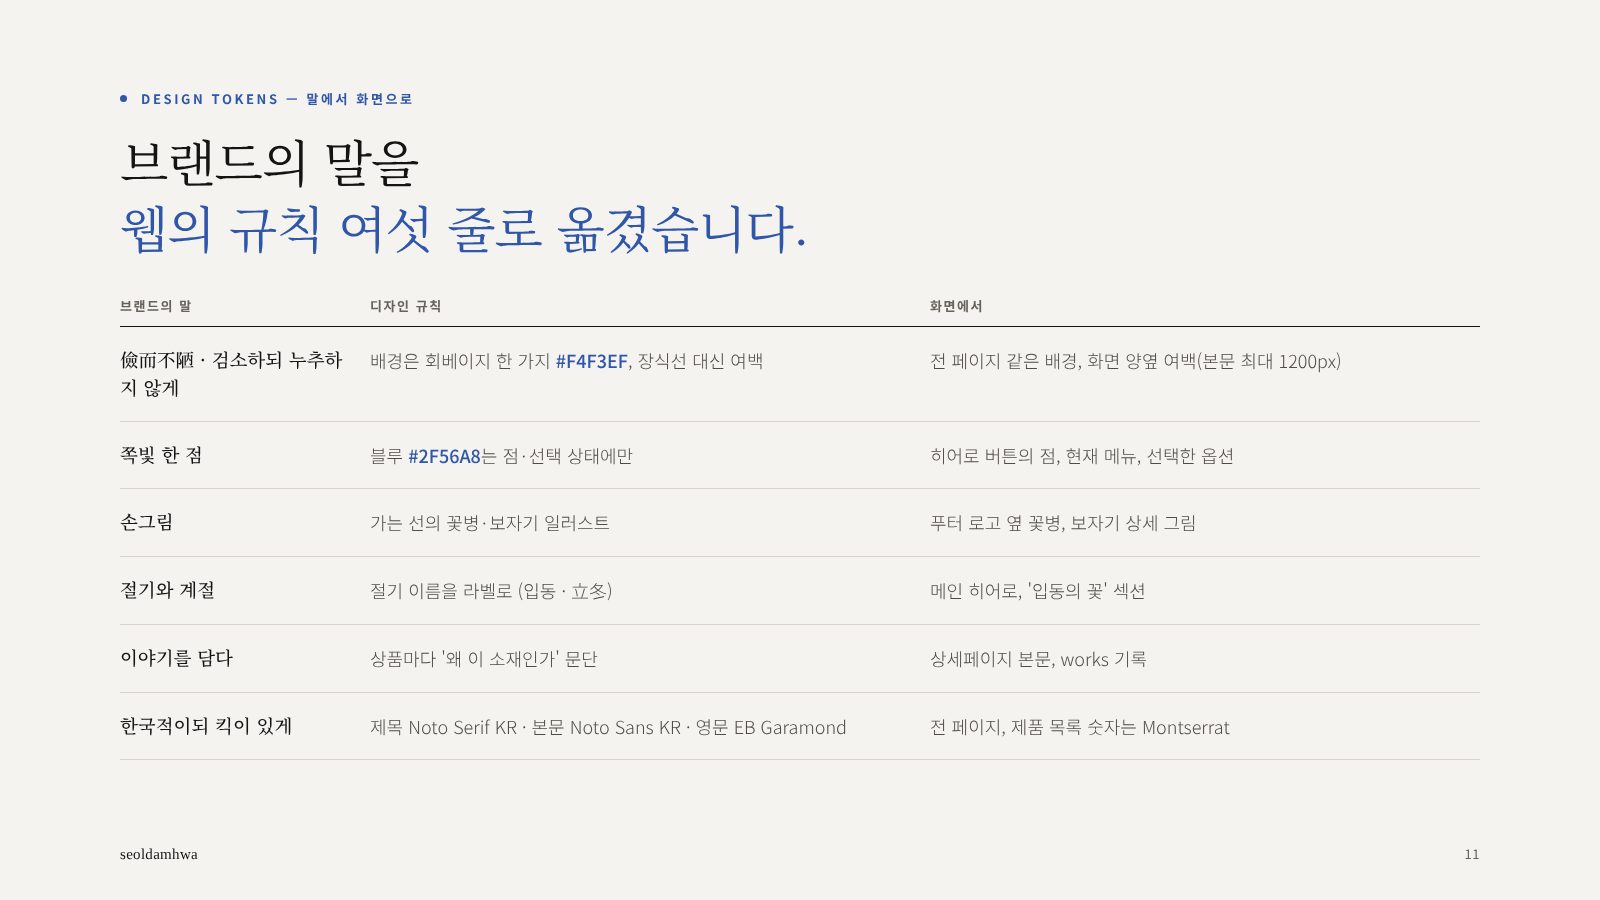 DESIGN TOKENS — 말에서 화면으로
브랜드의 말을
웹의 규칙 여섯 줄로 옮겼습니다.
브랜드의 말 디자인 규칙 화면에서
儉而不陋 · 검소하되 누추하 배경은 회베이지 한 가지 #F4F3EF, 장식선 대신 여백 전 페이지 같은 배경, 화면 양옆 여백(본문 최대 1200px)
지 않게
쪽빛 한 점 블루 #2F56A8는 점·선택 상태에만 히어로 버튼의 점, 현재 메뉴, 선택한 옵션
손그림 가는 선의 꽃병·보자기 일러스트 푸터 로고 옆 꽃병, 보자기 상세 그림
절기와 계절 절기 이름을 라벨로 (입동 · 立冬) 메인 히어로, '입동의 꽃' 섹션
이야기를 담다 상품마다 '왜 이 소재인가' 문단 상세페이지 본문, works 기록
한국적이되 킥이 있게 제목 Noto Serif KR · 본문 Noto Sans KR · 영문 EB Garamond 전 페이지, 제품 목록 숫자는 Montserrat
seoldamhwa 11